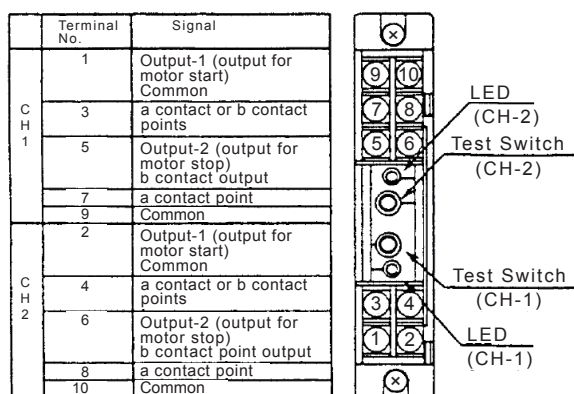 Terminal No.
Signal
CH1
1
Output-1 (output for
motor start)
Common
3
a contact or b contact
points
5
Output-2 (output for
motor stop)
b contact output
7
a contact point
9
Common
CH2
2
Output-1 (output for
motor start)
Common
4
a contact or b contact
points
6
Output-2 (output for
motor stop)
b contact point output
8
a contact point
10
Common
9 10
7 8
5 6
3 4
1 2
LED
(CH-2)
Test Switch
(CH-2)
Test Switch
(CH-1)
LED
(CH-1)